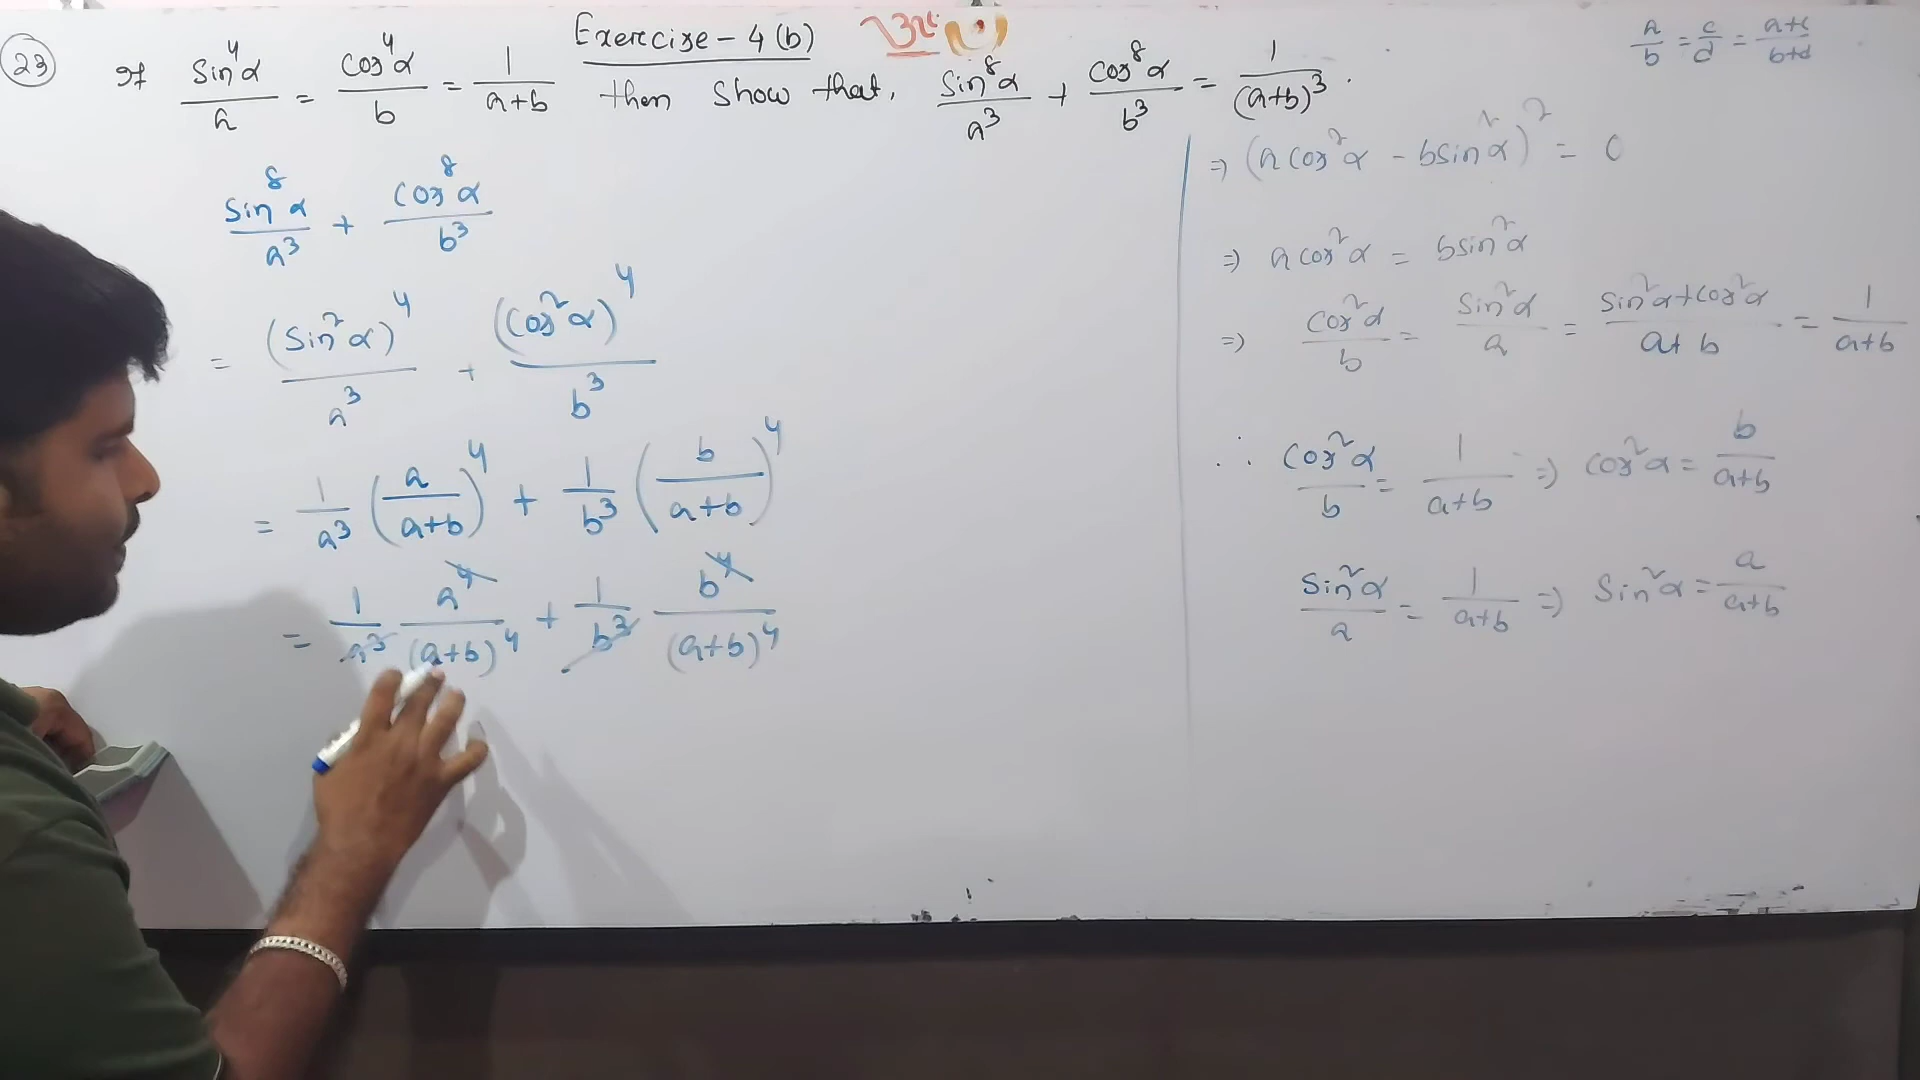 Exercise - 4(b)
(23) If sin⁴α/a = cos⁴α/b = 1/(a+b) then show that, sin⁸α/a³ + cos⁸α/b³ = 1/(a+b)³.
a/b = c/d = a+c/b+d
sin⁸α/a³ + cos⁸α/b³
= (sin²α)⁴/a³ + (cos²α)⁴/b³
= 1/a³ (a/(a+b))⁴ + 1/b³ (b/(a+b))⁴
= 1/a³ a⁴/(a+b)⁴ + 1/b³ b⁴/(a+b)⁴
⇒ (a cos²α - b sin²α)² = 0
⇒ a cos²α = b sin²α
⇒ cos²α/b = sin²α/a = (sin²α+cos²α)/(a+b) = 1/(a+b)
∴ cos²α/b = 1/(a+b) ⇒ cos²α = b/(a+b)
sin²α/a = 1/(a+b) ⇒ sin²α = a/(a+b)